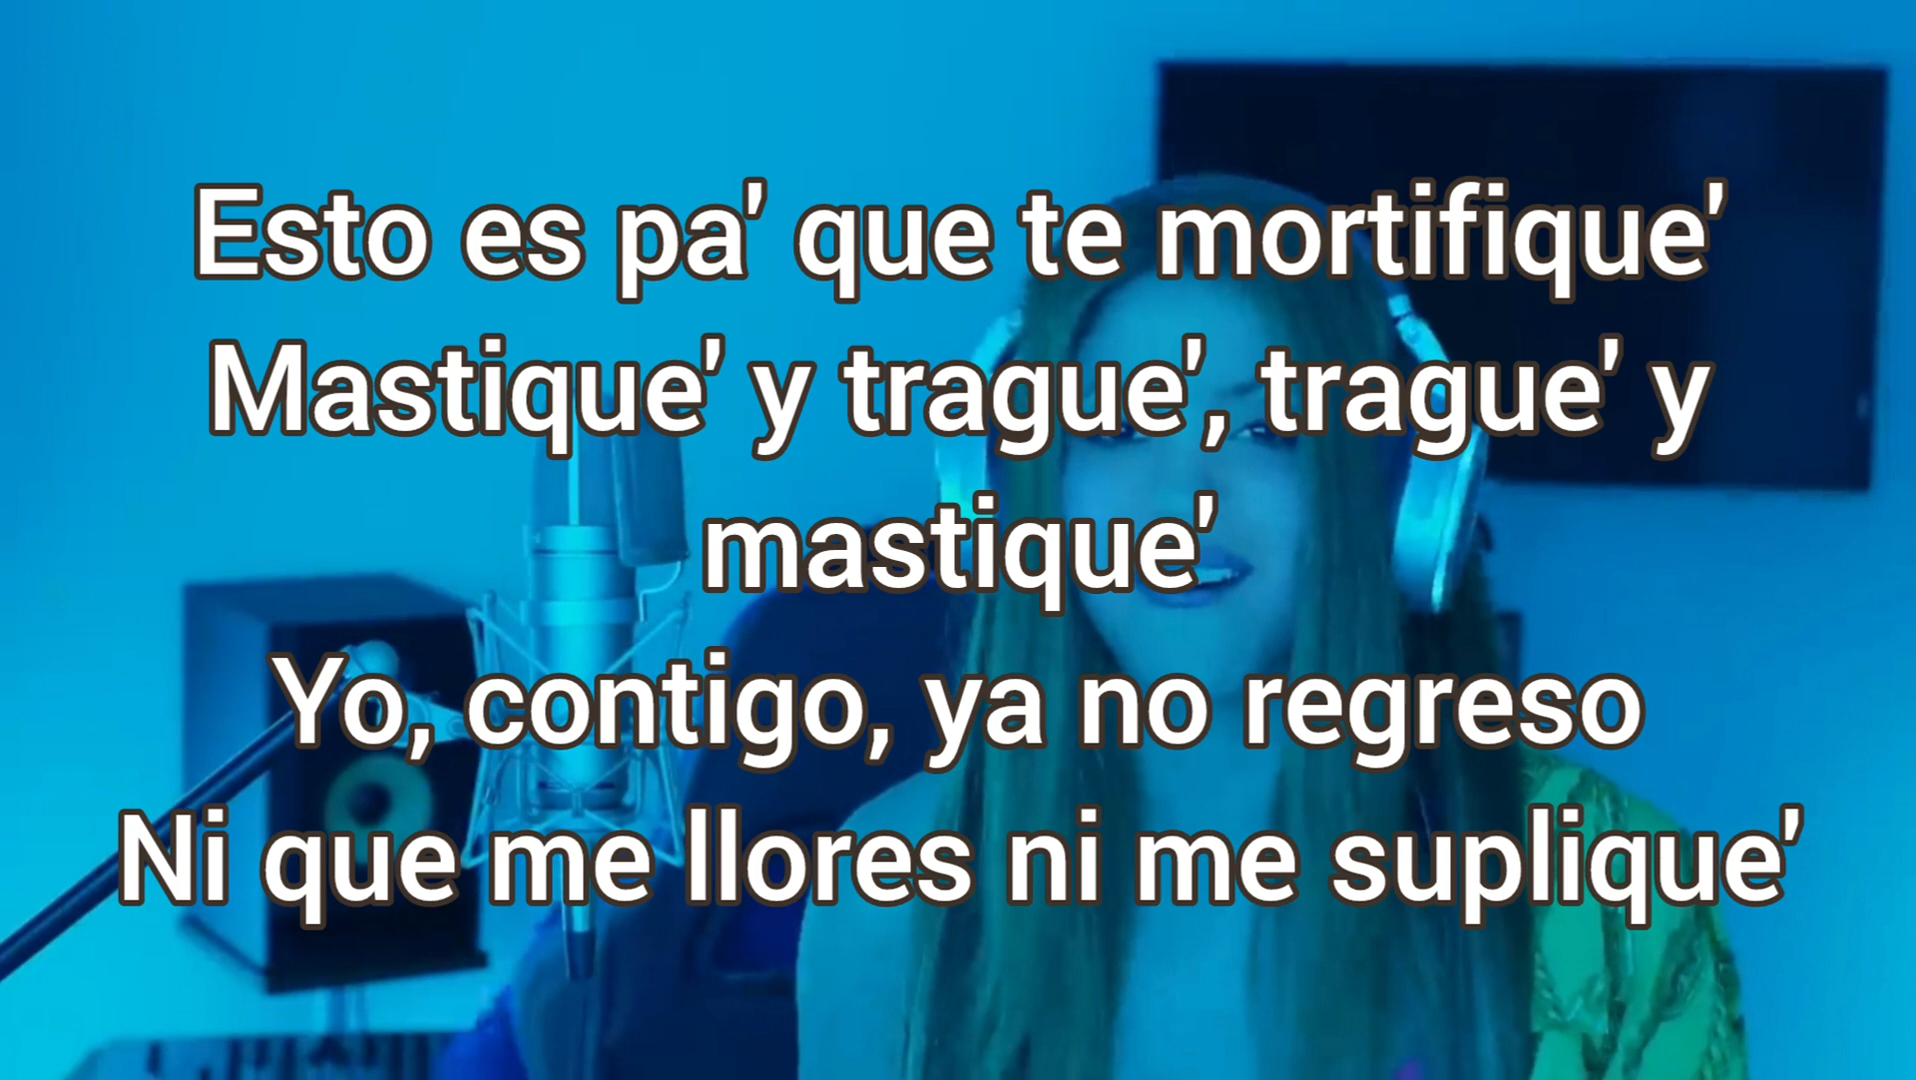 Esto es pa' que te mortifique'
Mastique' y trague', trague' y
mastique'
Yo, contigo, ya no regreso
Ni que me llores ni me suplique'